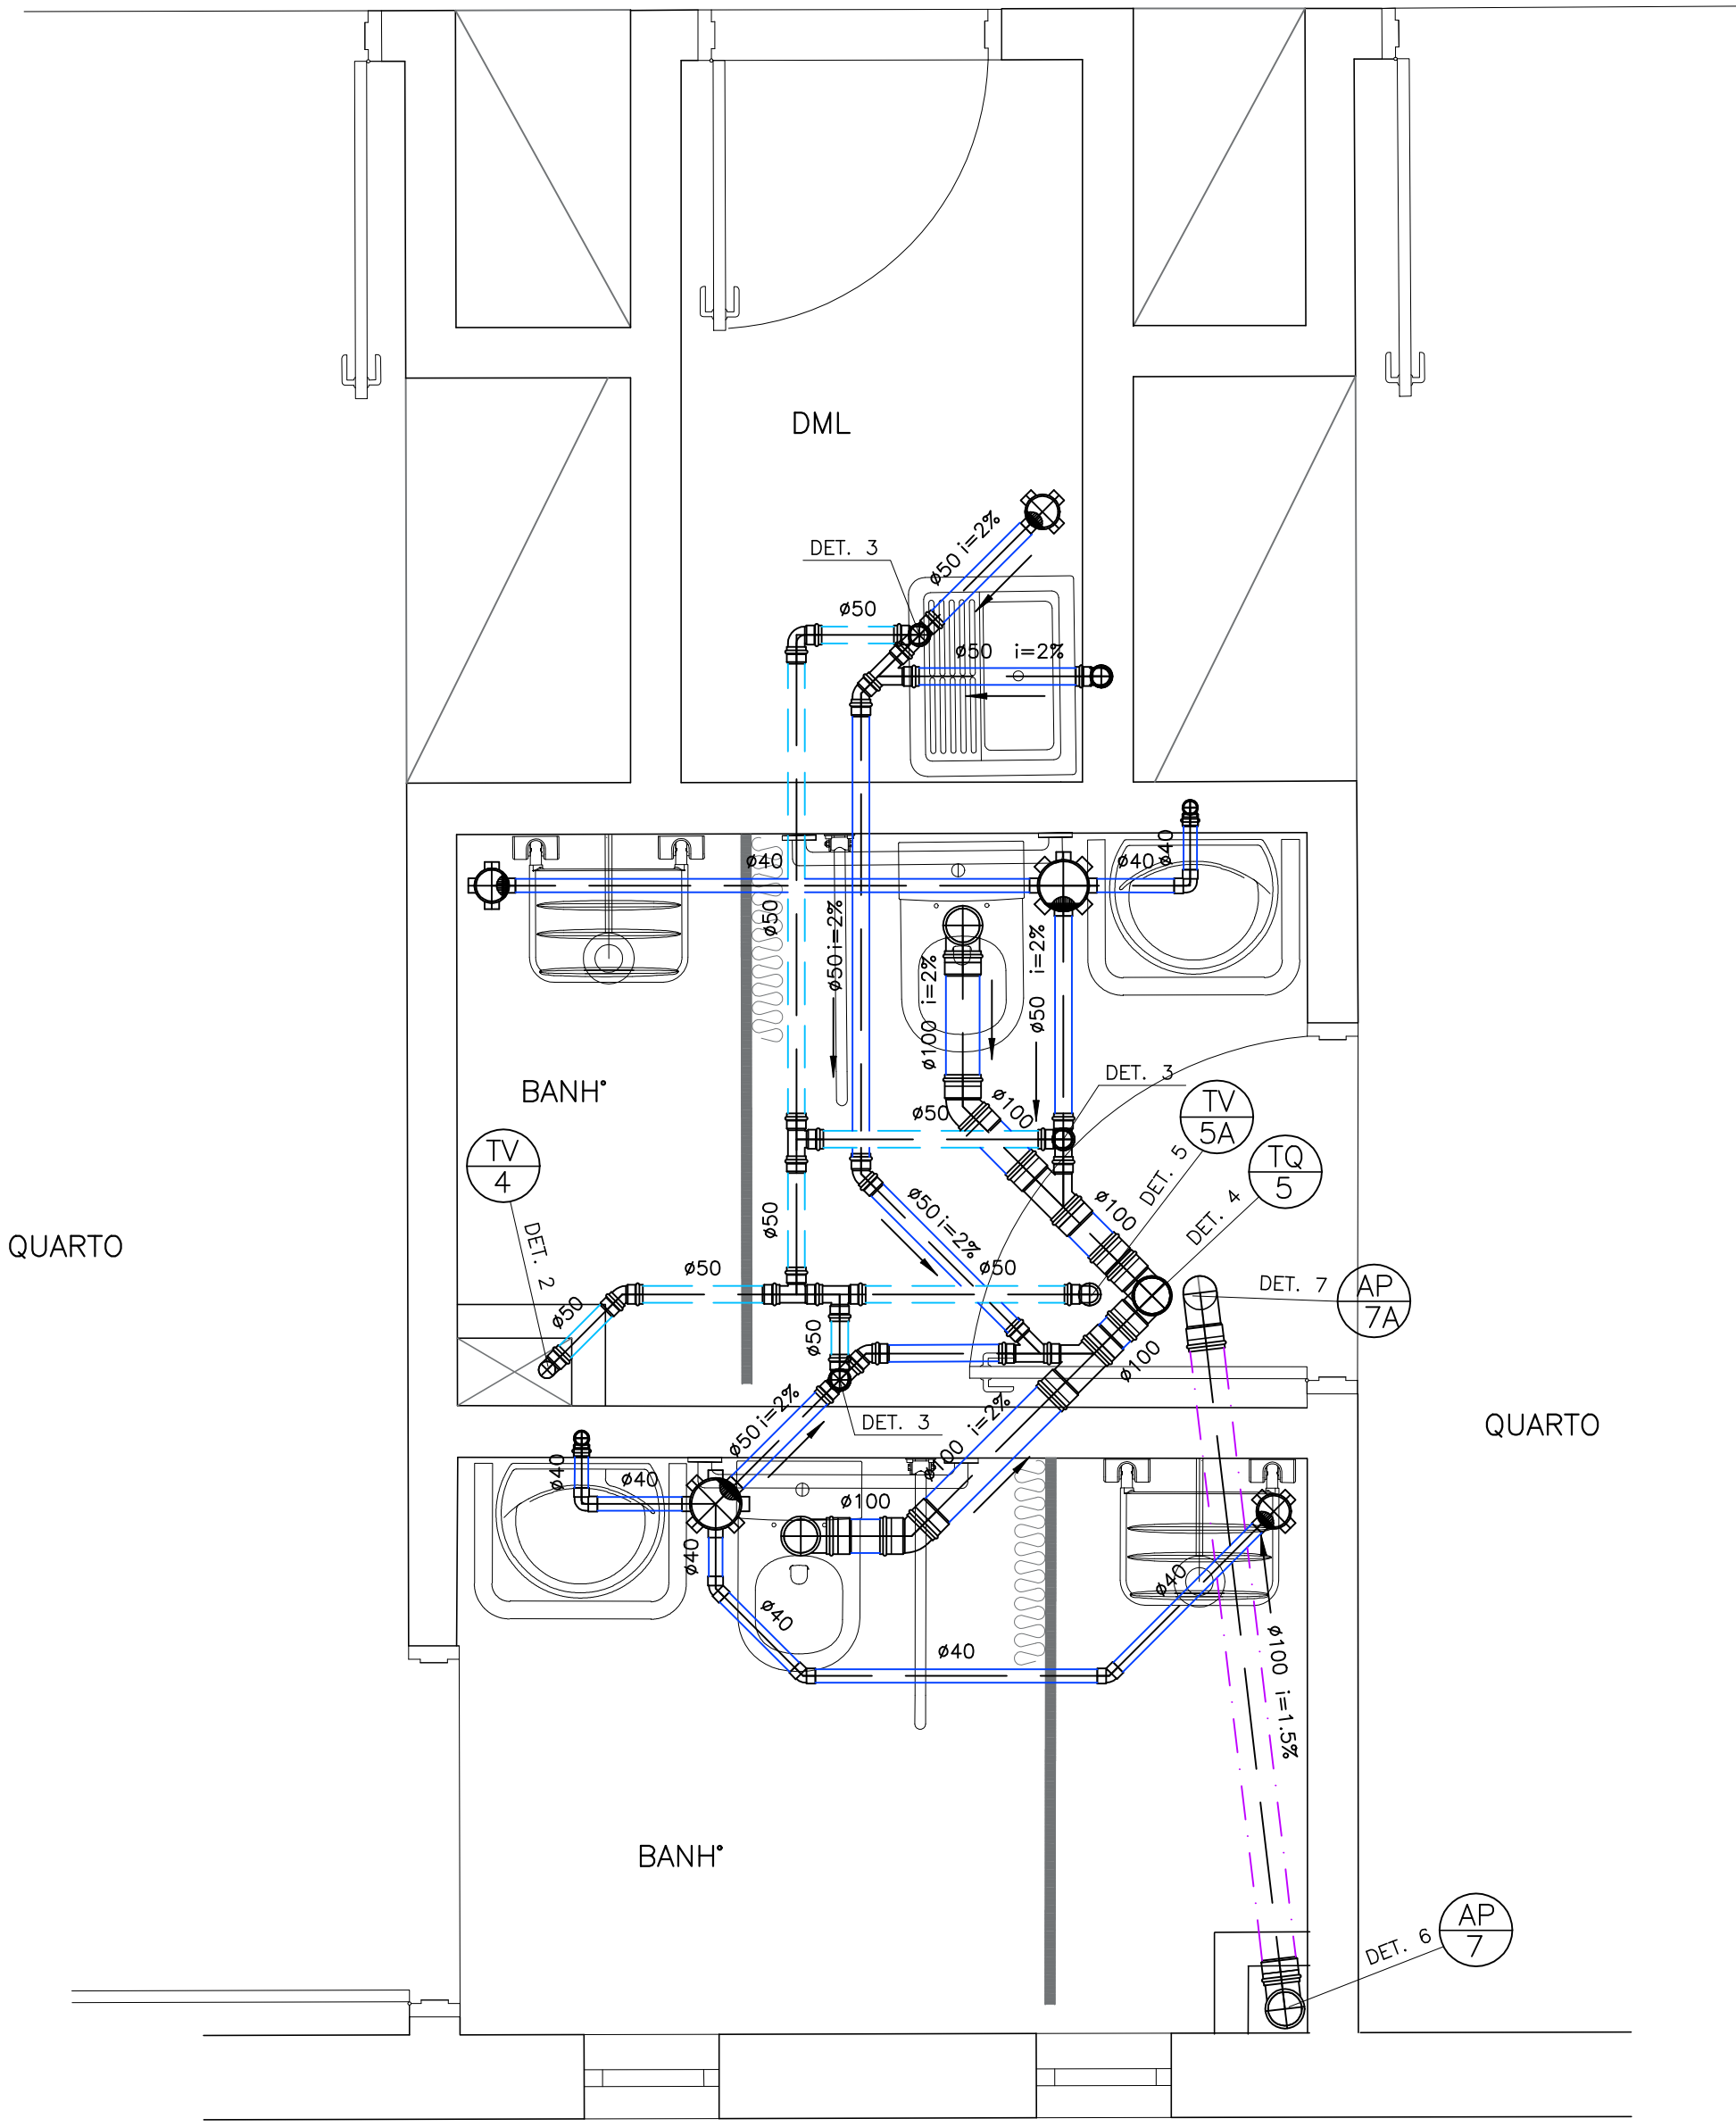 DML
ø50 i=2%
DET. 3
ø50
ø50 i=2%
ø40
ø40
ø40
ø50
ø50 i=2%
ø100 i=2%
ø50 i=2%
DET. 3
BANH°
ø50
ø100
TV
5A
TV
4
TQ
5
DET. 5
DET. 4
ø100
ø50
ø50 i=2%
QUARTO
DET. 2
ø50
ø50
DET. 7
AP
7A
ø50
ø50
ø100
ø50 i=2%
DET. 3
ø100 i=2%
QUARTO
ø40
ø40
ø100
ø40
ø40
ø40
ø40
ø100 i=1.5%
BANH°
DET. 6
AP
7